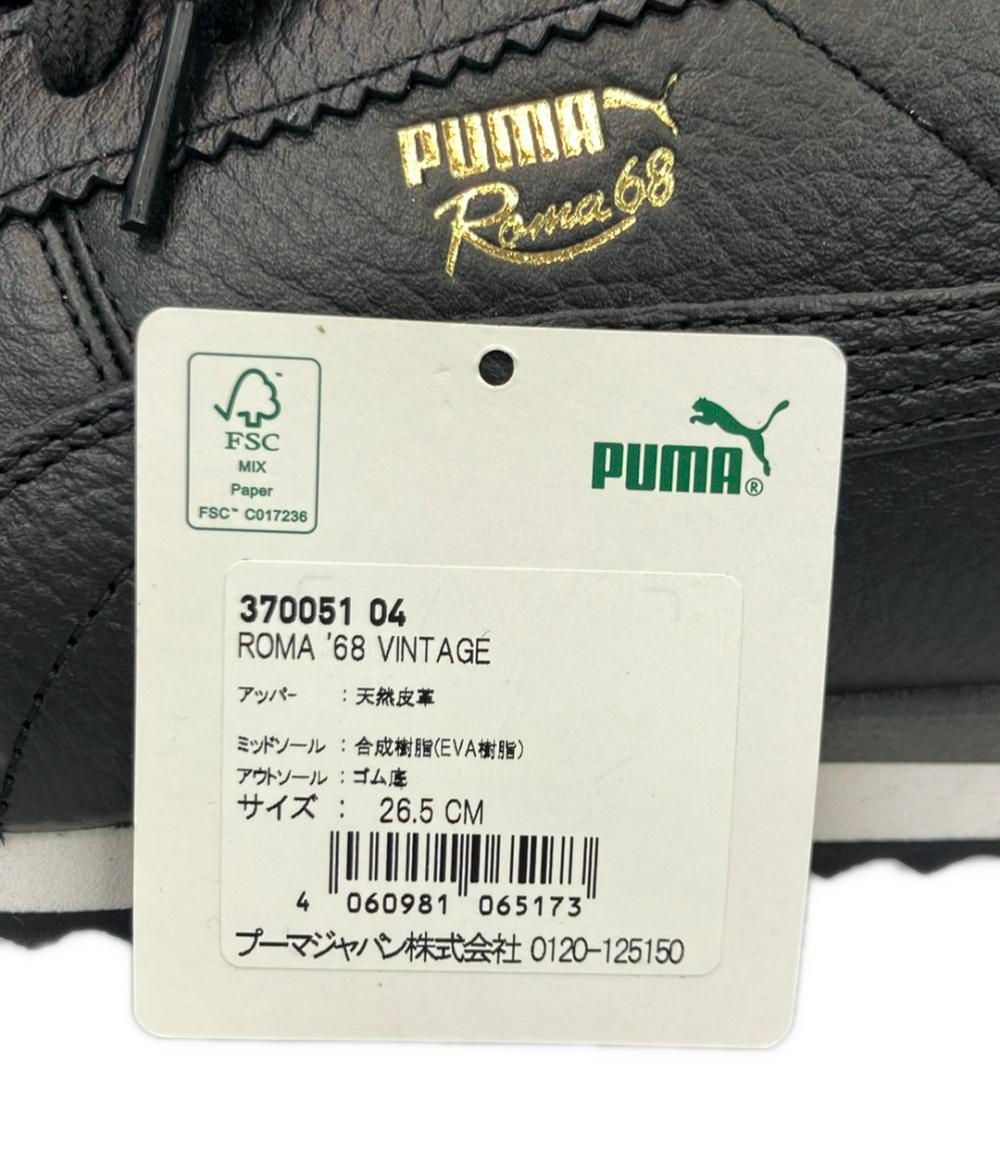 PUMA
Roma 68
FSC
MIX
Paper
FSC™ C017236
PUMA®
370051 04
ROMA '68 VINTAGE
アッパー : 天然皮革
ミッドソール : 合成樹脂(EVA樹脂)
アウトソール : ゴム底
サイズ : 26.5 CM
4 060981 065173
プーマジャパン株式会社 0120-125150